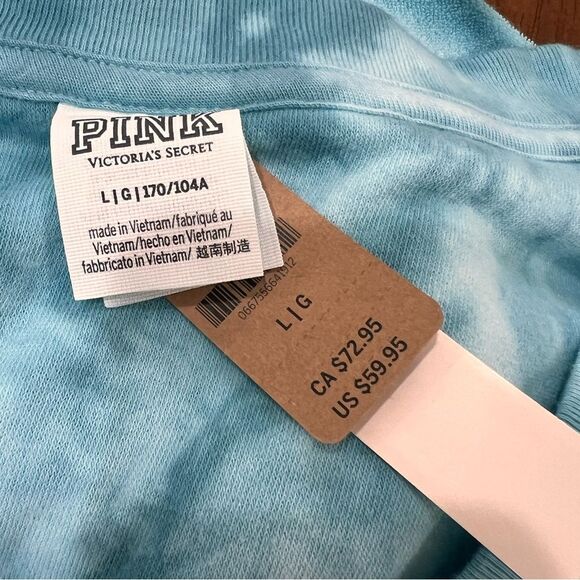 PINK
VICTORIA'S SECRET
L|G|170/104A
made in Vietnam/fabriqué au
Vietnam/hecho en Vietnam/
fabbricato in Vietnam/ 越南制造
0667556641912
L|G
CA $72.95
US $59.95